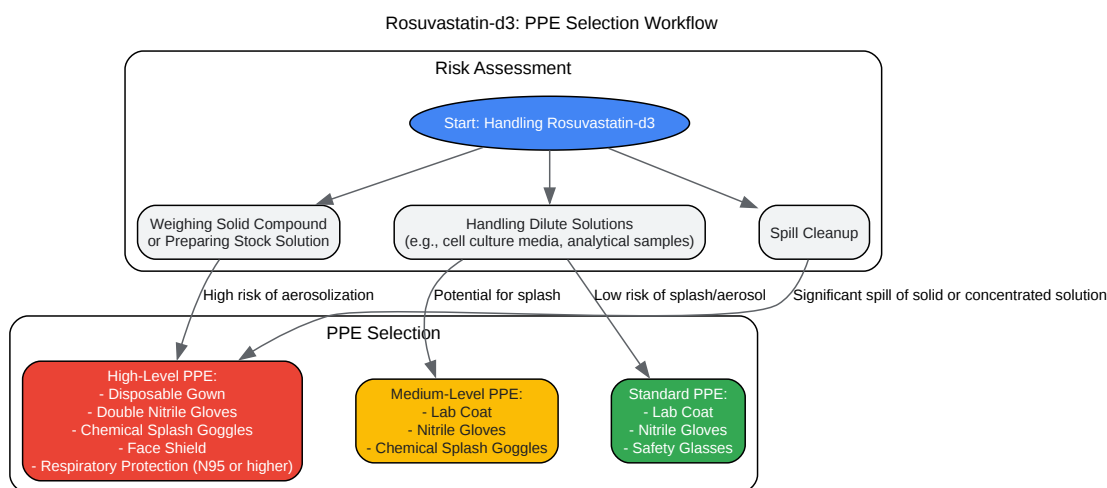 Rosuvastatin-d3: PPE Selection Workflow
Risk Assessment
Start: Handling Rosuvastatin-d3
Weighing Solid Compound
or Preparing Stock Solution
Handling Dilute Solutions
(e.g., cell culture media, analytical samples)
Spill Cleanup
High risk of aerosolization
Potential for splash
Low risk of splash/aerosol
Significant spill of solid or concentrated solution
PPE Selection
High-Level PPE:
- Disposable Gown
- Double Nitrile Gloves
- Chemical Splash Goggles
- Face Shield
- Respiratory Protection (N95 or higher)
Medium-Level PPE:
- Lab Coat
- Nitrile Gloves
- Chemical Splash Goggles
Standard PPE:
- Lab Coat
- Nitrile Gloves
- Safety Glasses